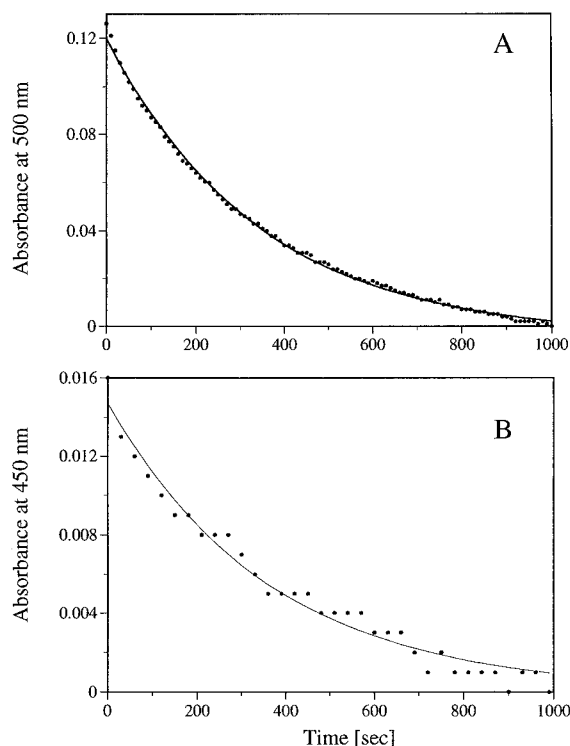 A
Absorbance at 500 nm
0.12
0.08
0.04
0
0 200 400 600 800 1000
B
Absorbance at 450 nm
0.016
0.012
0.008
0.004
0
0 200 400 600 800 1000
Time [sec]